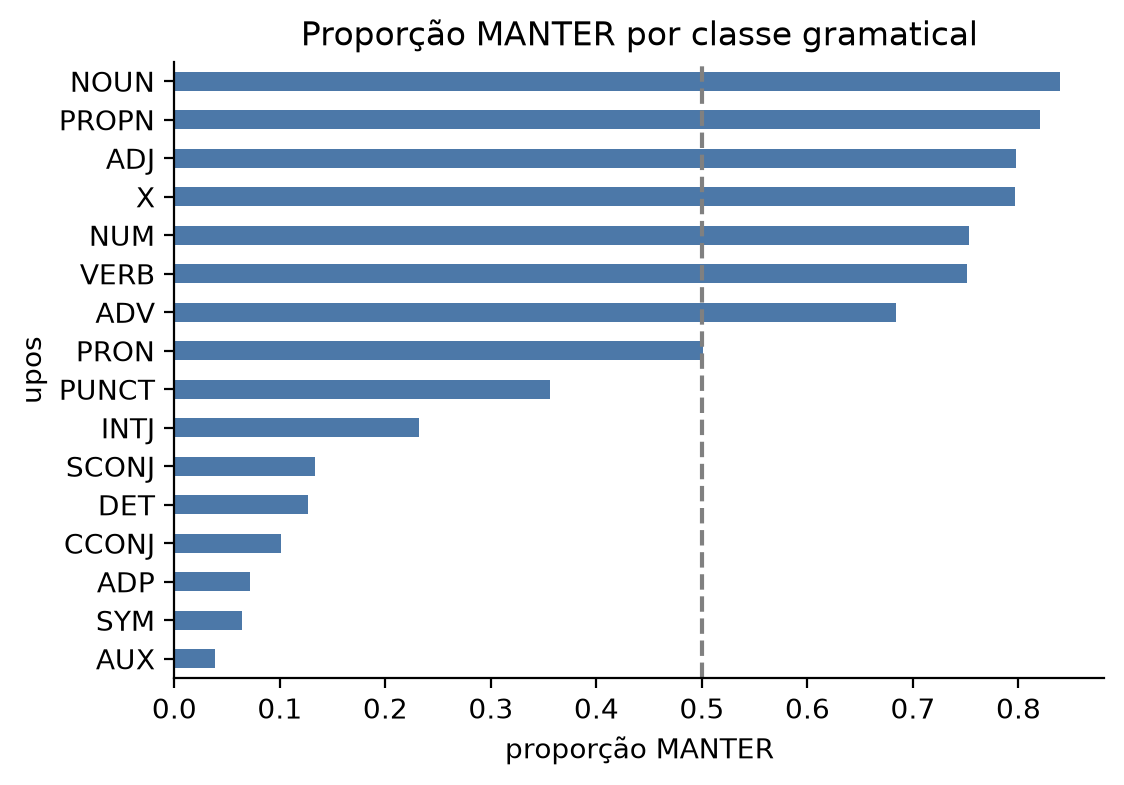 Proporção MANTER por classe gramatical
upos
NOUN
PROPN
ADJ
X
NUM
VERB
ADV
PRON
PUNCT
INTJ
SCONJ
DET
CCONJ
ADP
SYM
AUX
0.0 0.1 0.2 0.3 0.4 0.5 0.6 0.7 0.8
proporção MANTER